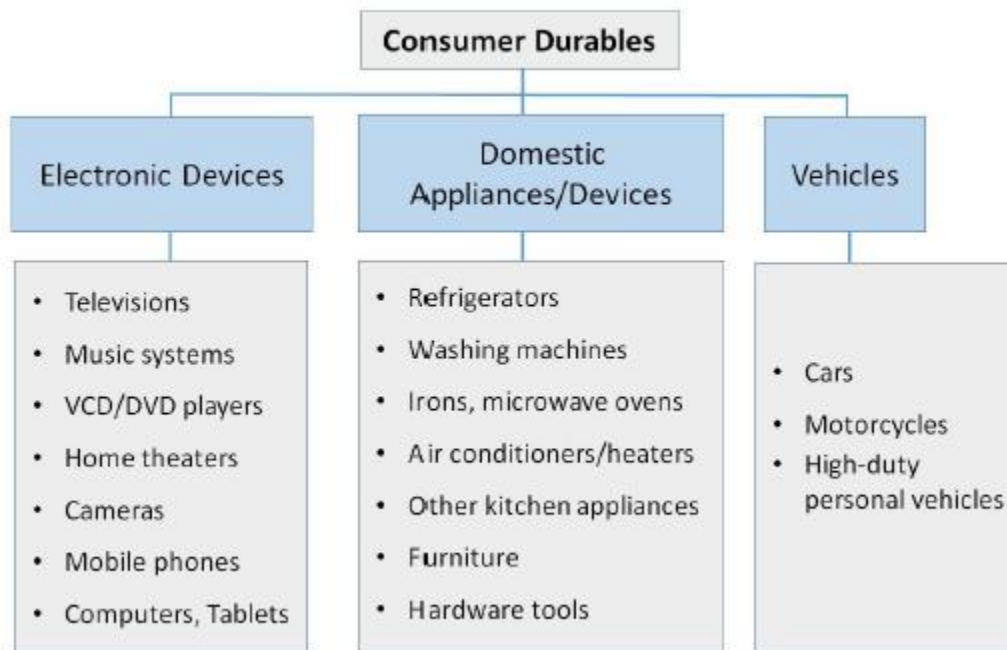 Consumer Durables
Electronic Devices
Domestic
Appliances/Devices
Vehicles
• Televisions
• Music systems
• VCD/DVD players
• Home theaters
• Cameras
• Mobile phones
• Computers, Tablets
• Refrigerators
• Washing machines
• Irons, microwave ovens
• Air conditioners/heaters
• Other kitchen appliances
• Furniture
• Hardware tools
• Cars
• Motorcycles
• High-duty
personal vehicles